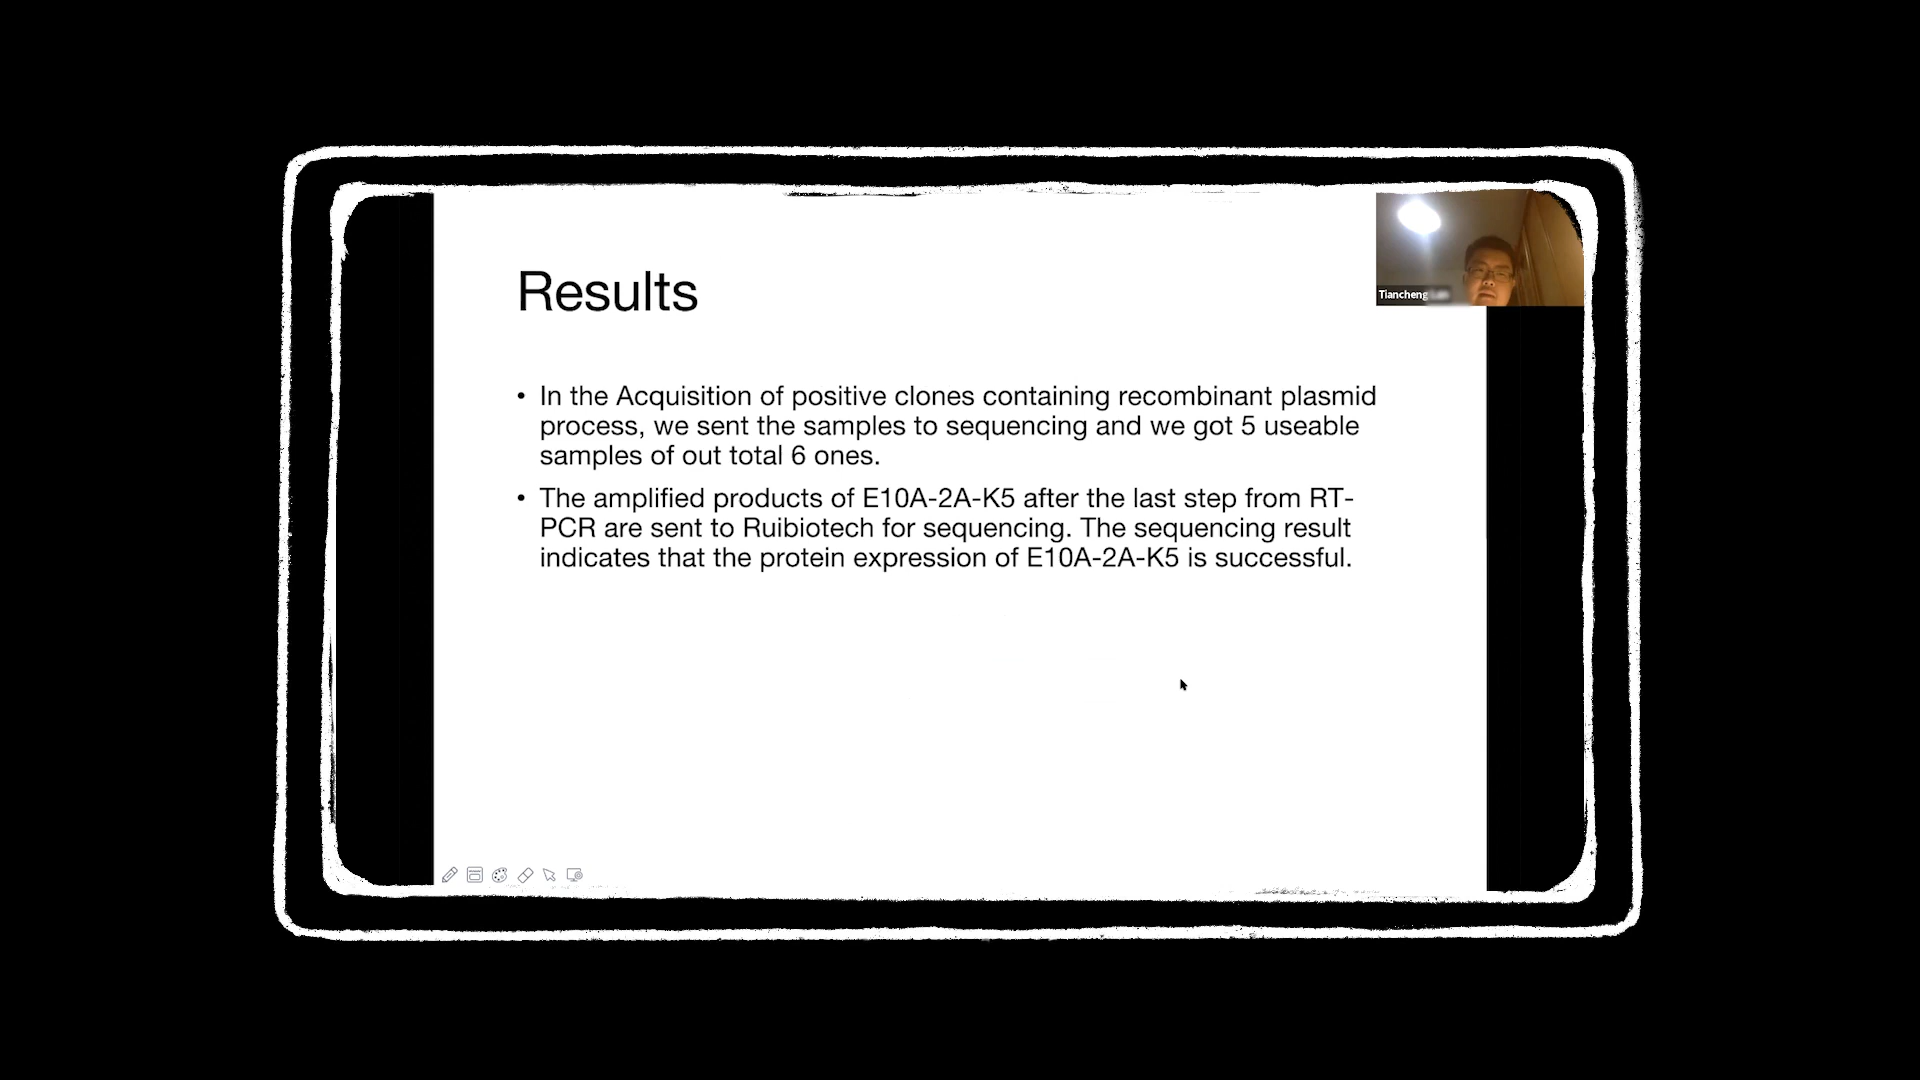 Results
Tiancheng
• In the Acquisition of positive clones containing recombinant plasmid
process, we sent the samples to sequencing and we got 5 useable
samples of out total 6 ones.
• The amplified products of E10A-2A-K5 after the last step from RT-
PCR are sent to Ruibiotech for sequencing. The sequencing result
indicates that the protein expression of E10A-2A-K5 is successful.